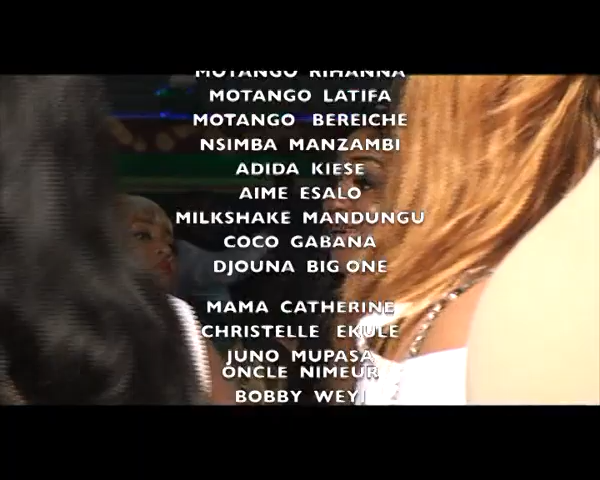 MOTANGO RIHANNA
MOTANGO LATIFA
MOTANGO BEREICHE
NSIMBA MANZAMBI
ADIDA KIESE
AIME ESALO
MILKSHAKE MANDUNGU
COCO GABANA
DJOUNA BIG ONE
MAMA CATHERINE
CHRISTELLE EKULE
JUNO MUPASA
ONCLE NIMEUR
BOBBY WEYI